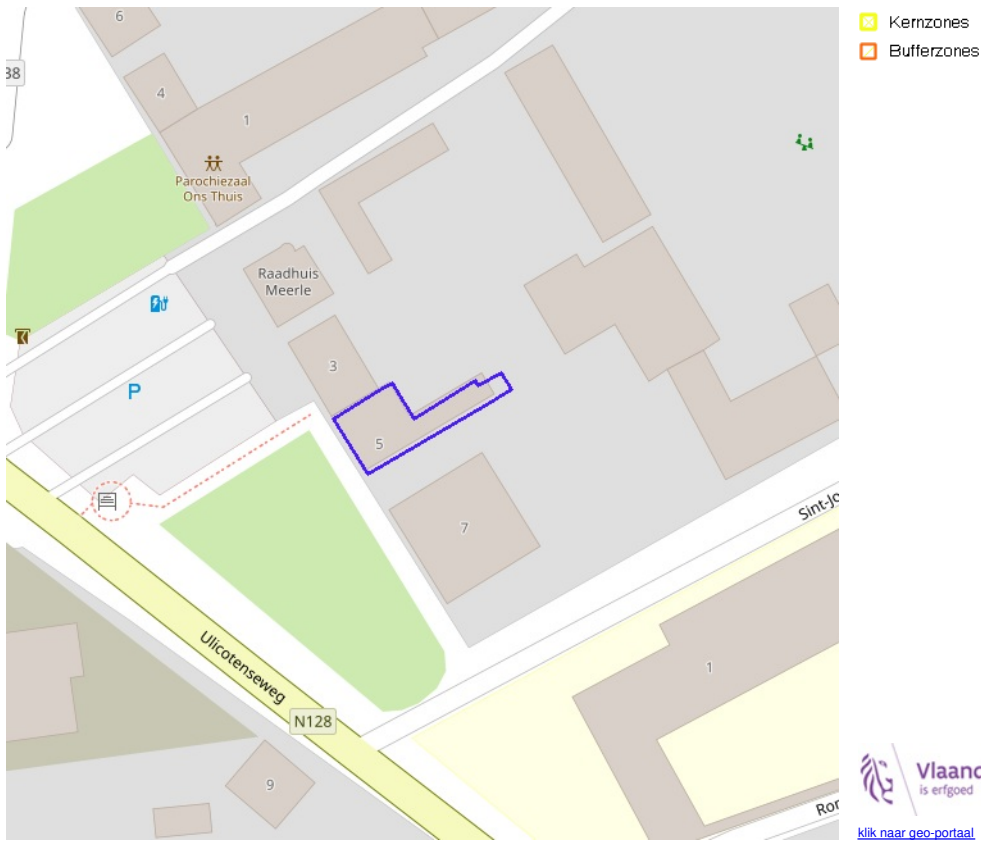 6
Kernzones
Bufferzones
38
4
1
Parochiezaal
Ons Thuis
Raadhuis
Meerle
3
P
5
7
Sint-Jo
1
Ulicotenseweg
N128
9
Ror
Vlaand
is erfgoed
klik naar geo-portaal